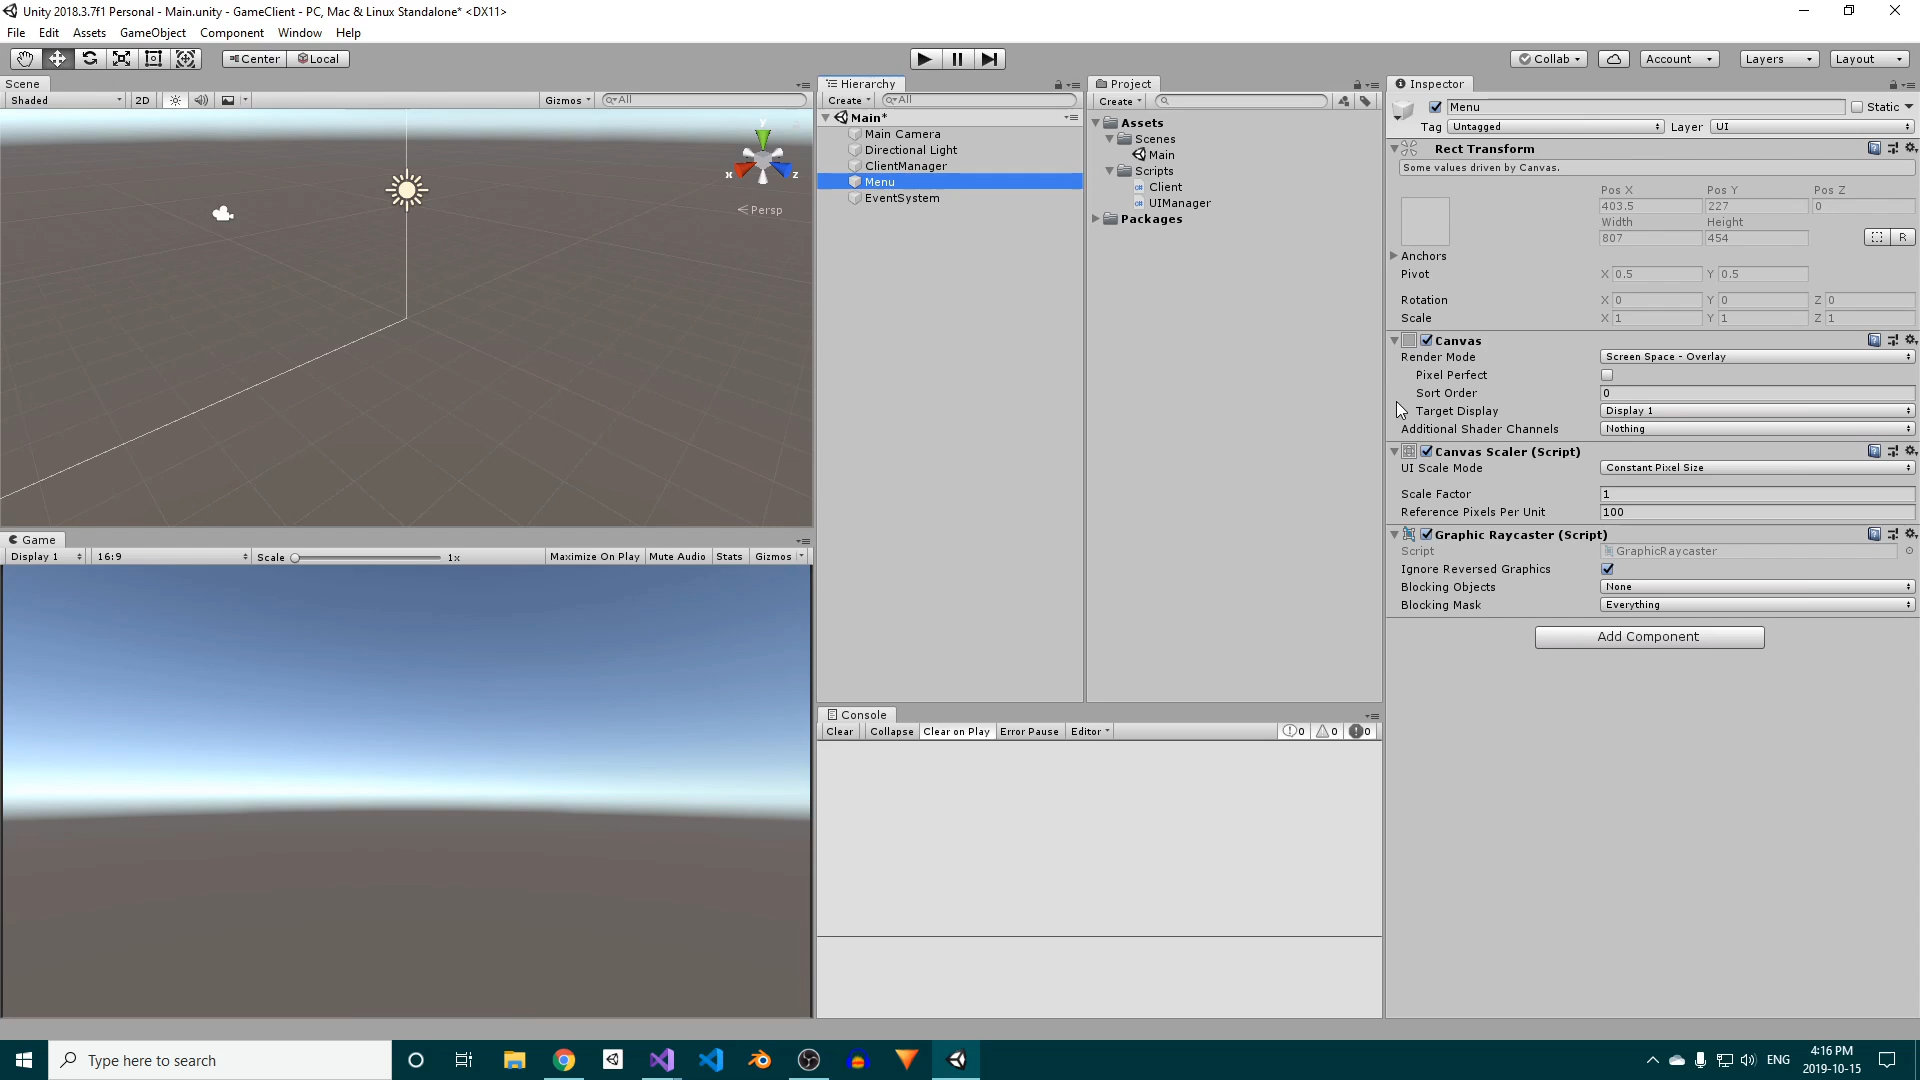 Unity 2018.3.7f1 Personal - Main.unity - GameClient - PC, Mac & Linux Standalone* <DX11>
File Edit Assets GameObject Component Window Help
Center Local
Collab Account Layers Layout
Scene
Shaded 2D Gizmos All
Persp
x y z
Game
Display 1 16:9 Scale 1x Maximize On Play Mute Audio Stats Gizmos
Hierarchy
Create All
Main*
Main Camera
Directional Light
ClientManager
Menu
EventSystem
Project
Create
Assets
Scenes
Main
Scripts
Client
UIManager
Packages
Console
Clear Collapse Clear on Play Error Pause Editor 0 0 0
Inspector
Menu Static
Tag Untagged Layer UI
Rect Transform
Some values driven by Canvas.
Pos X Pos Y Pos Z
403.5 227 0
Width Height
807 454
R
Anchors
Pivot X 0.5 Y 0.5
Rotation X 0 Y 0 Z 0
Scale X 1 Y 1 Z 1
Canvas
Render Mode Screen Space - Overlay
Pixel Perfect
Sort Order 0
Target Display Display 1
Additional Shader Channels Nothing
Canvas Scaler (Script)
UI Scale Mode Constant Pixel Size
Scale Factor 1
Reference Pixels Per Unit 100
Graphic Raycaster (Script)
Script GraphicRaycaster
Ignore Reversed Graphics
Blocking Objects None
Blocking Mask Everything
Add Component
Type here to search
ENG
4:16 PM
2019-10-15